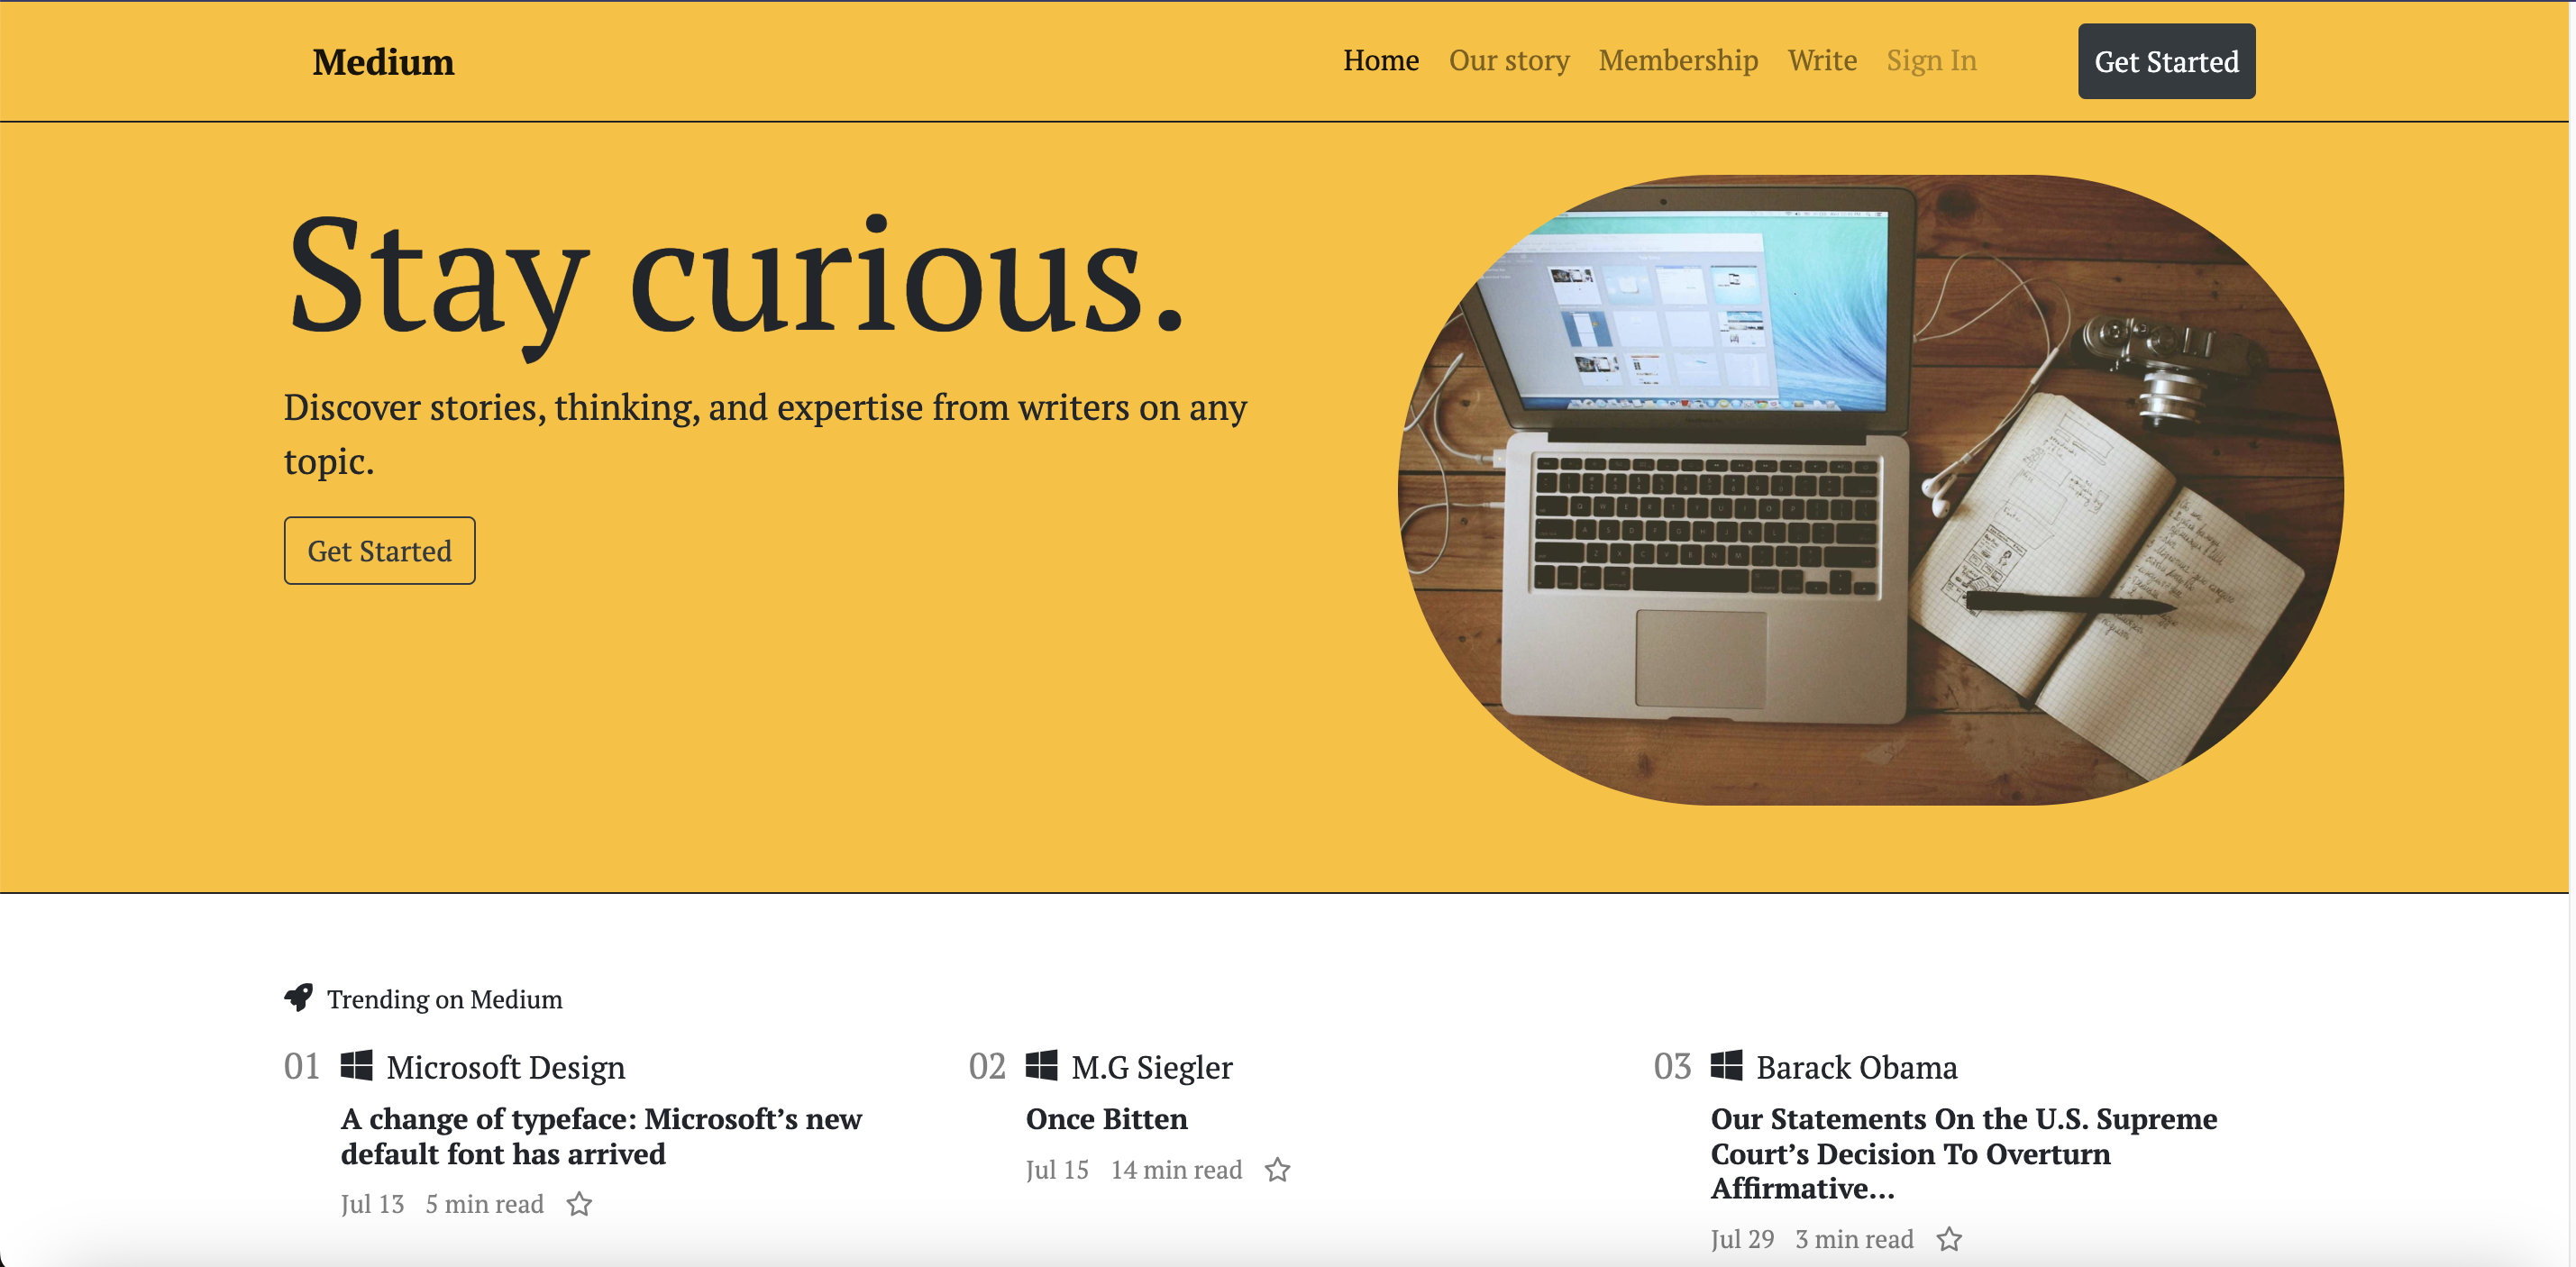 Medium
Home Our story Membership Write Sign In Get Started
Stay curious.
Discover stories, thinking, and expertise from writers on any
topic.
Get Started
Trending on Medium
01 Microsoft Design
A change of typeface: Microsoft’s new
default font has arrived
Jul 13 5 min read
02 M.G Siegler
Once Bitten
Jul 15 14 min read
03 Barack Obama
Our Statements On the U.S. Supreme
Court’s Decision To Overturn
Affirmative...
Jul 29 3 min read